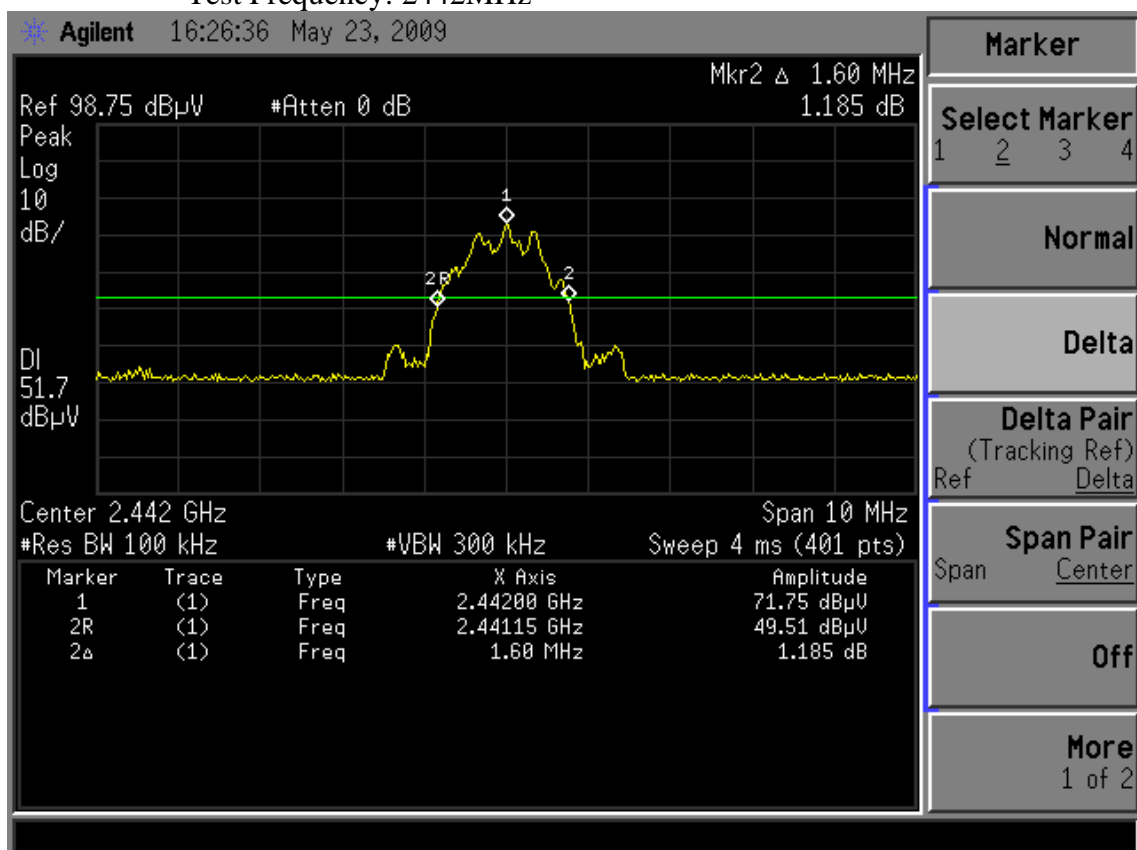 Test Frequency: 2442MHz
Agilent 16:26:36 May 23, 2009
Mkr2 Δ 1.60 MHz
Ref 98.75 dBµV #Atten 0 dB 1.185 dB
Peak
Log
10
dB/
1
2R
2
DI
51.7
dBµV
Center 2.442 GHz Span 10 MHz
#Res BW 100 kHz #VBW 300 kHz Sweep 4 ms (401 pts)
Marker Trace Type X Axis Amplitude
1 (1) Freq 2.44200 GHz 71.75 dBµV
2R (1) Freq 2.44115 GHz 49.51 dBµV
2Δ (1) Freq 1.60 MHz 1.185 dB
Marker
Select Marker
1 2 3 4
Normal
Delta
Delta Pair
(Tracking Ref)
Ref Delta
Span Pair
Span Center
Off
More
1 of 2